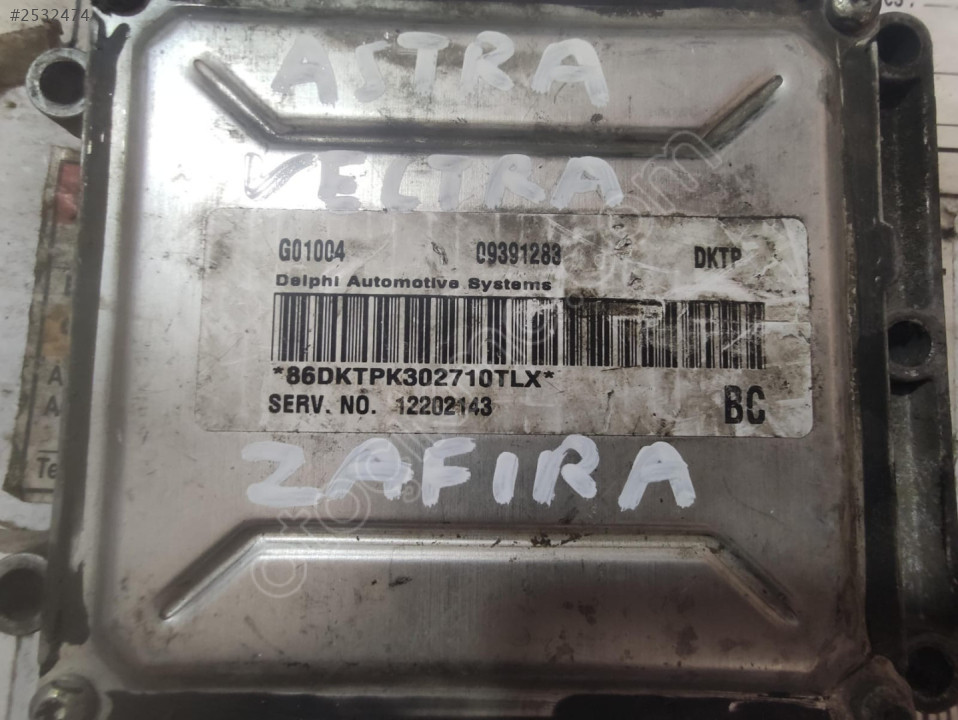 #2532474
ASTRA
VECTRA
G01004 09391283 DKTP
Delphi Automotive Systems
*86DKTPK302710TLX*
SERV. NO. 12202143 BC
ZAFIRA